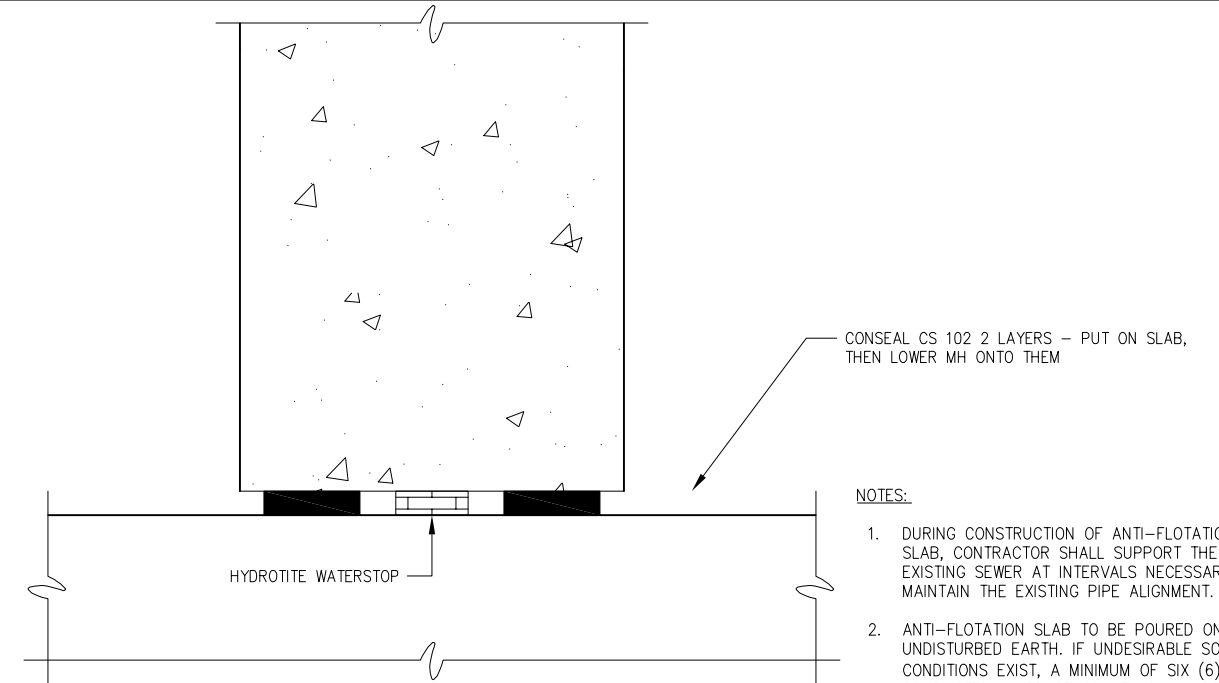 CONSEAL CS 102 2 LAYERS – PUT ON SLAB,
THEN LOWER MH ONTO THEM
NOTES:
1. DURING CONSTRUCTION OF ANTI–FLOTATIO
SLAB, CONTRACTOR SHALL SUPPORT THE
EXISTING SEWER AT INTERVALS NECESSAR
MAINTAIN THE EXISTING PIPE ALIGNMENT.
HYDROTITE WATERSTOP
2. ANTI–FLOTATION SLAB TO BE POURED ON
UNDISTURBED EARTH. IF UNDESIRABLE SO
CONDITIONS EXIST, A MINIMUM OF SIX (6)